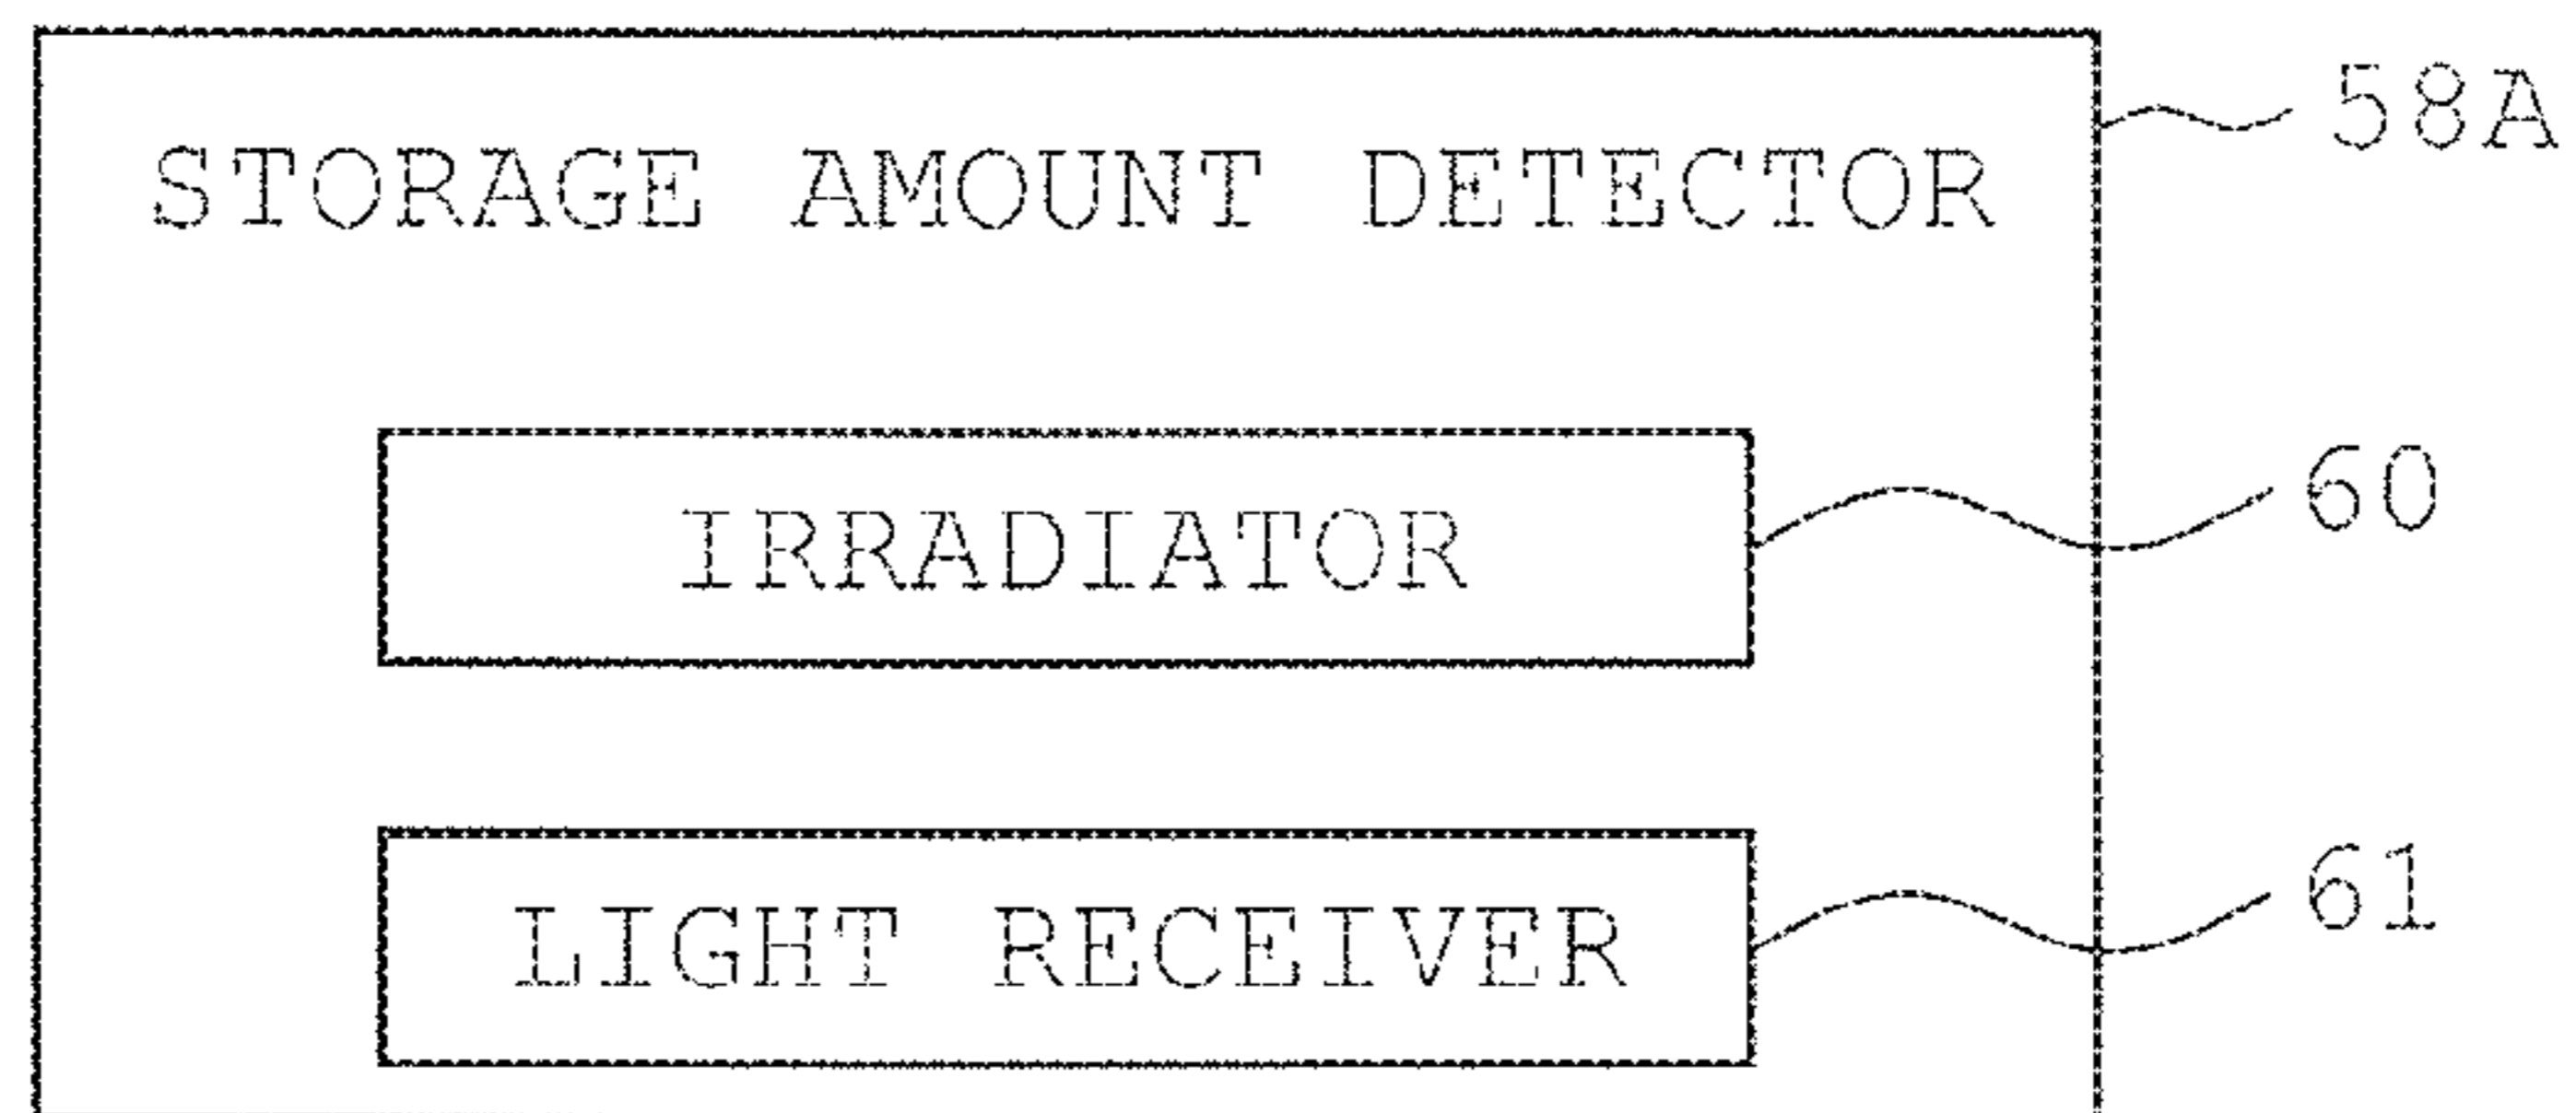 58A
STORAGE AMOUNT DETECTOR
IRRADIATOR
60
LIGHT RECEIVER
61